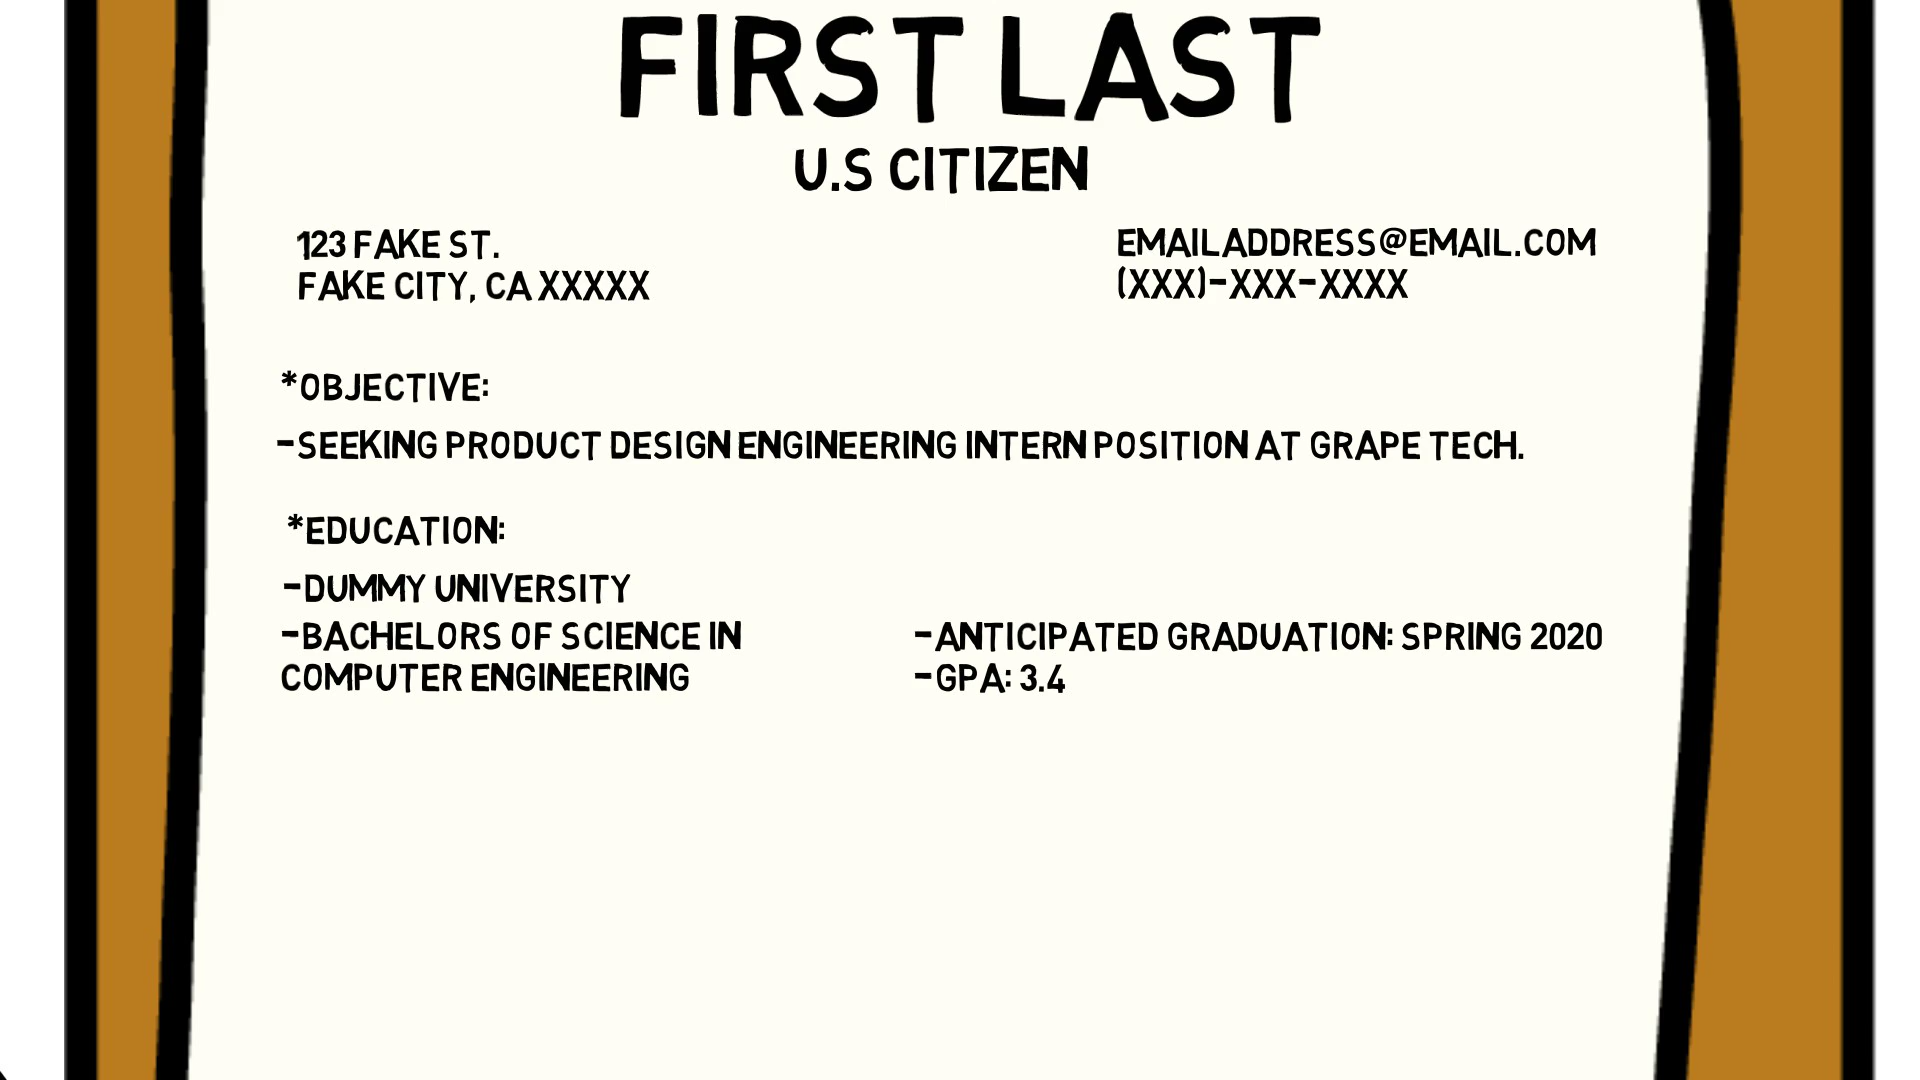 FIRST LAST
U.S CITIZEN
123 FAKE ST.
FAKE CITY, CA XXXXX
EMAILADDRESS@EMAIL.COM
(XXX)-XXX-XXXX
*OBJECTIVE:
-SEEKING PRODUCT DESIGN ENGINEERING INTERN POSITION AT GRAPE TECH.
*EDUCATION:
-DUMMY UNIVERSITY
-BACHELORS OF SCIENCE IN
COMPUTER ENGINEERING
-ANTICIPATED GRADUATION: SPRING 2020
-GPA: 3.4